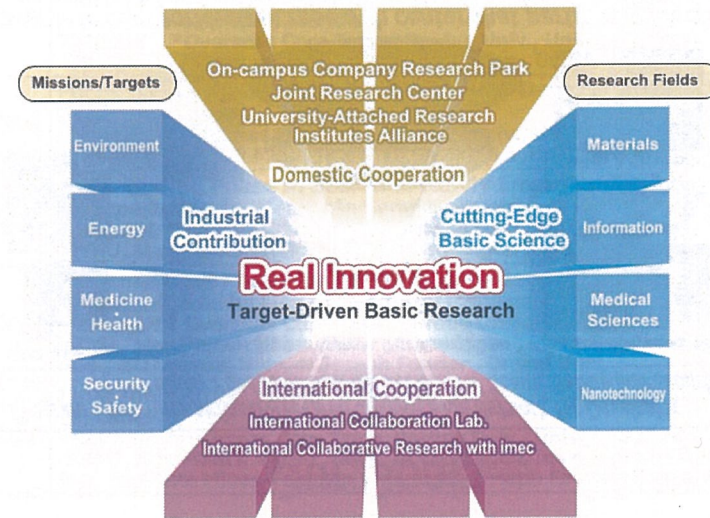 On-campus Company Research Park
Joint Research Center
University-Attached Research
Institutes Alliance
Domestic Cooperation
Missions/Targets
Environment
Energy
Medicine
・
Health
Security
・
Safety
Industrial
Contribution
Cutting-Edge
Basic Science
Research Fields
Materials
Information
Medical
Sciences
Nanotechnology
Real Innovation
Target-Driven Basic Research
International Cooperation
International Collaboration Lab.
International Collaborative Research with imec